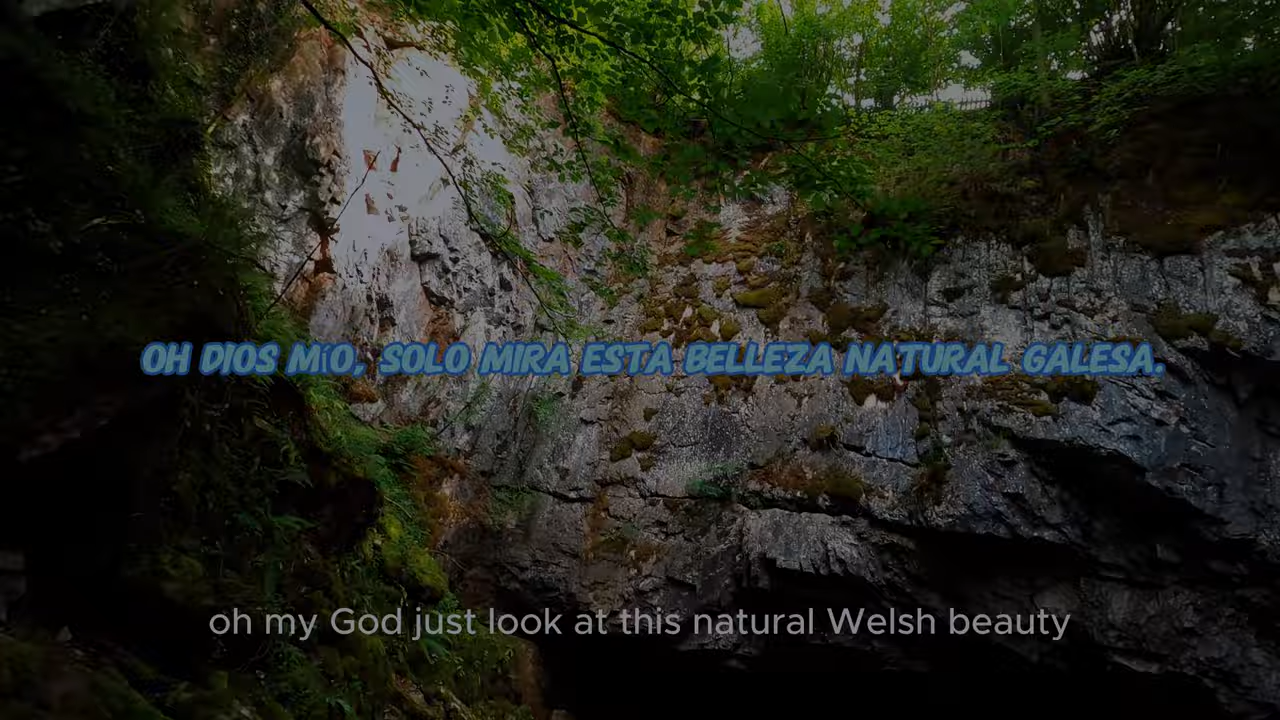 OH DIOS MíO, SOLO MIRA ESTA BELLEZA NATURAL GALESA.
oh my God just look at this natural Welsh beauty